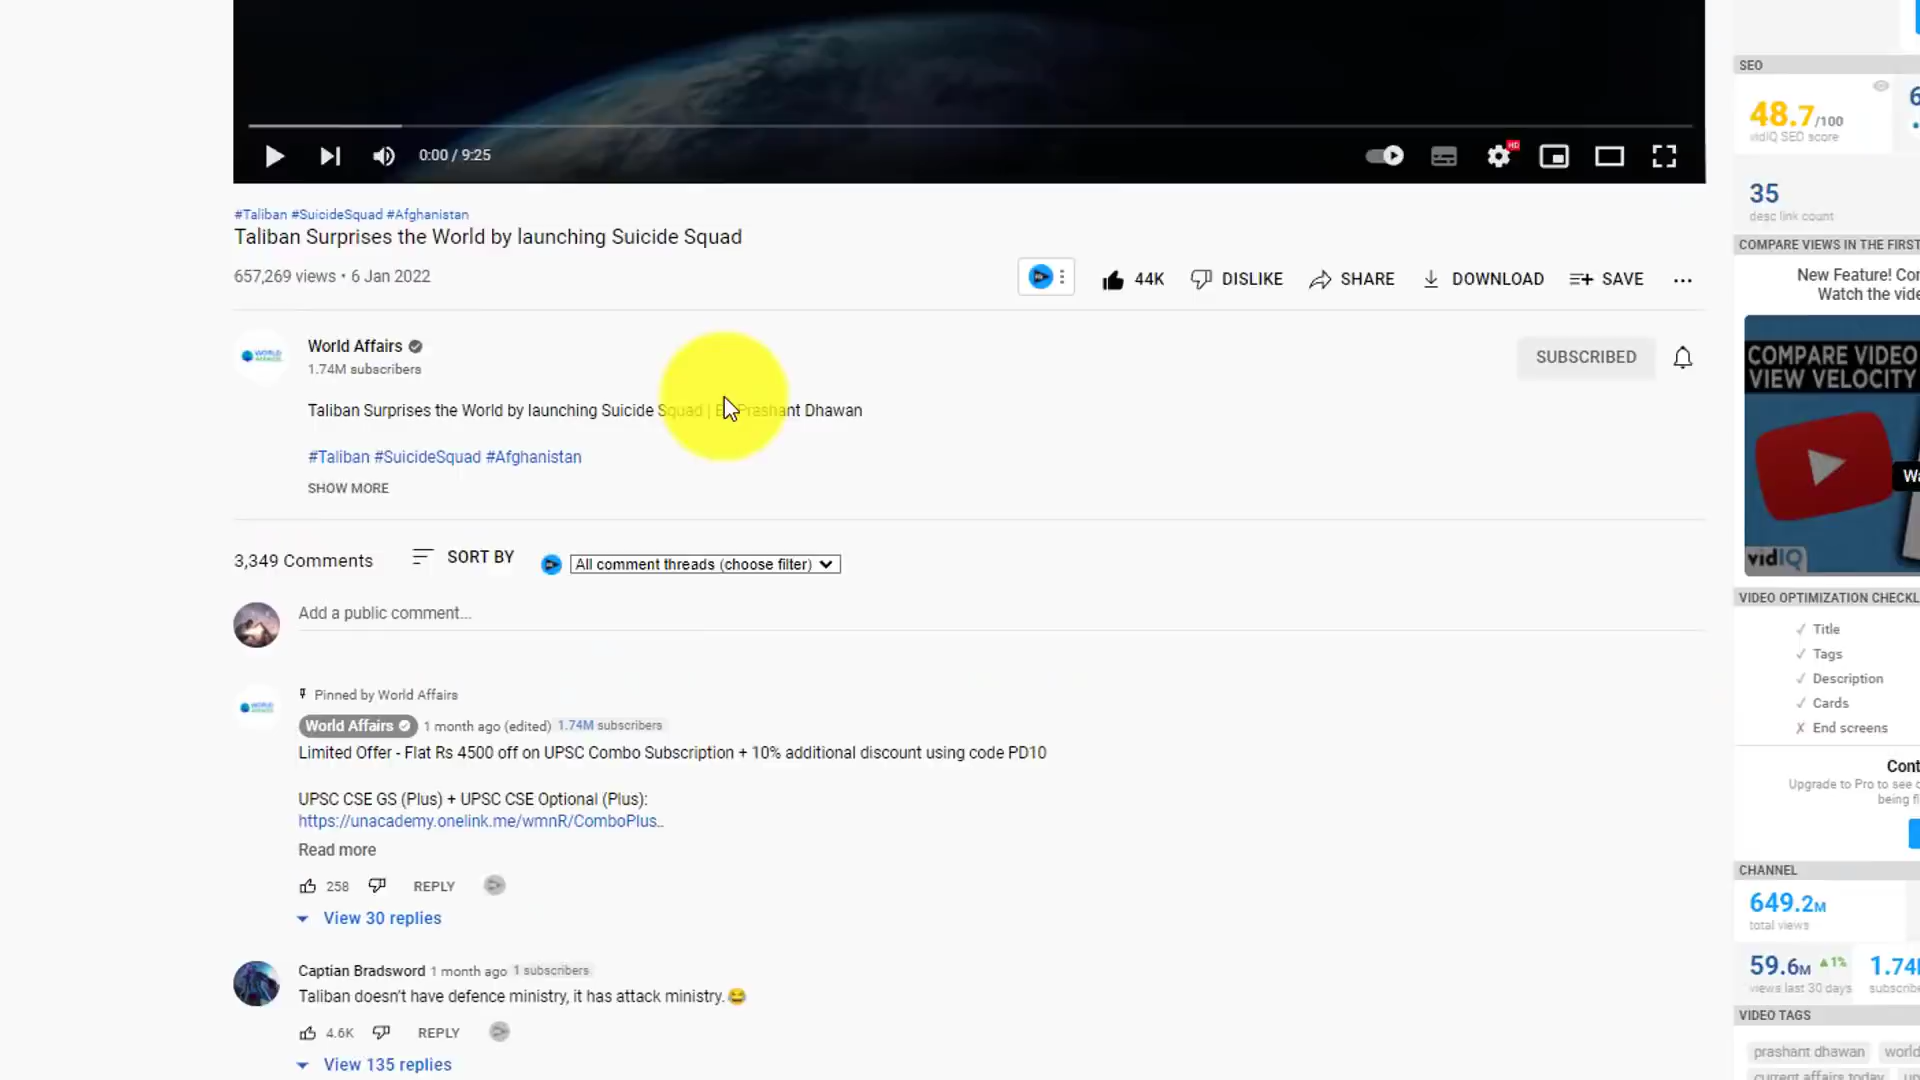 0:00 / 9:25
HD
#Taliban #SuicideSquad #Afghanistan
Taliban Surprises the World by launching Suicide Squad
657,269 views • 6 Jan 2022
44K
DISLIKE
SHARE
DOWNLOAD
SAVE
World Affairs
1.74M subscribers
SUBSCRIBED
Taliban Surprises the World by launching Suicide Squad | Prashant Dhawan
#Taliban #SuicideSquad #Afghanistan
SHOW MORE
3,349 Comments
SORT BY
All comment threads (choose filter)
Add a public comment...
Pinned by World Affairs
World Affairs 1 month ago (edited) 1.74M subscribers
Limited Offer - Flat Rs 4500 off on UPSC Combo Subscription + 10% additional discount using code PD10
UPSC CSE GS (Plus) + UPSC CSE Optional (Plus):
https://unacademy.onelink.me/wmnR/ComboPlus..
Read more
258
REPLY
View 30 replies
Captian Bradsword 1 month ago 1 subscribers
Taliban doesn't have defence ministry, it has attack ministry.😂
4.6K
REPLY
View 135 replies
SEO
48.7/100
vidIQ SEO score
35
desc link count
COMPARE VIEWS IN THE FIRST
New Feature!
Watch the
COMPARE VIDEO
VIEW VELOCITY
vidIQ
VIDEO OPTIMIZATION
✓ Title
✓ Tags
✓ Description
✓ Cards
✗ End screens
Upgrade to Pro to see
being
CHANNEL
649.2M
total views
59.6M ▲1%
views last 30 days
1.74
VIDEO TAGS
prashant dhawan
world
current affairs today